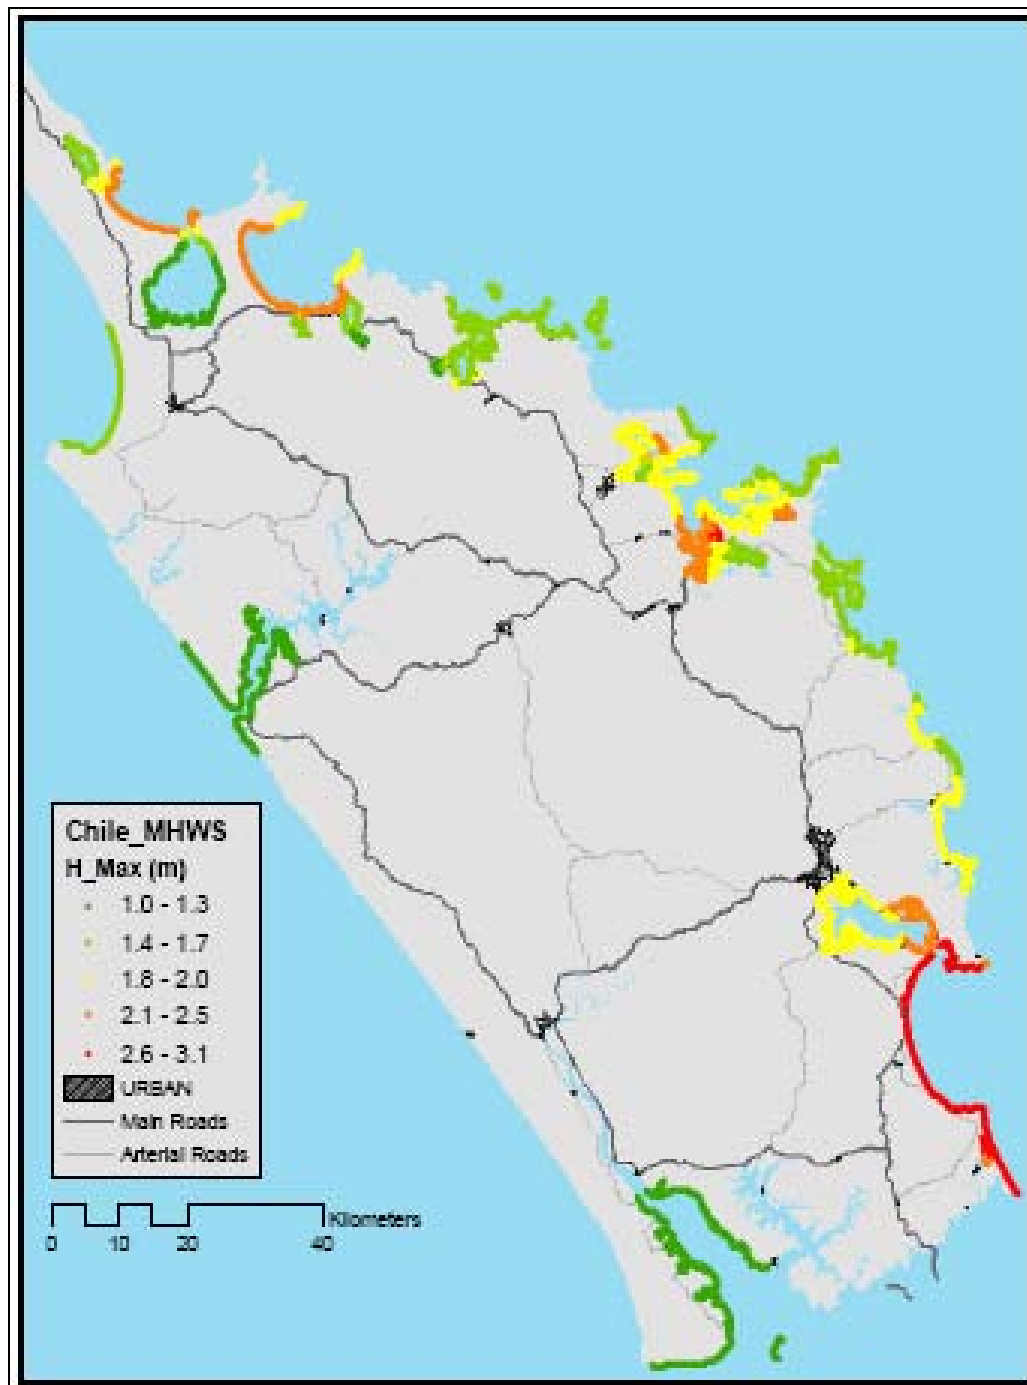 Chile_MHWS
H_Max (m)
1.0 - 1.3
1.4 - 1.7
1.8 - 2.0
2.1 - 2.5
2.6 - 3.1
URBAN
Main Roads
Arterial Roads
Kilometers
0 10 20 40